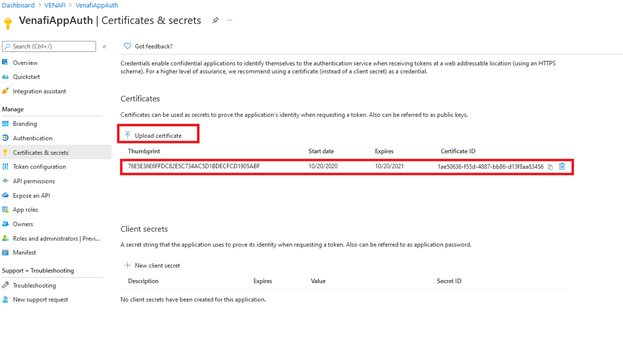 Dashboard > VENAFI > VenafiAppAuth
VenafiAppAuth | Certificates & secrets
Search (Ctrl+/)
Overview
Quickstart
Integration assistant
Manage
Branding
Authentication
Certificates & secrets
Token configuration
API permissions
Expose an API
App roles
Owners
Roles and administrators | Previ...
Manifest
Support + Troubleshooting
Troubleshooting
New support request
Got feedback?
Credentials enable confidential applications to identify themselves to the authentication service when receiving tokens at a web addressable location (using an HTTPS
scheme). For a higher level of assurance, we recommend using a certificate (instead of a client secret) as a credential.
Certificates
Certificates can be used as secrets to prove the application's identity when requesting a token. Also can be referred to as public keys.
Upload certificate
Thumbprint Start date Expires Certificate ID
76E5E36E6FFDC82E5C734AC5D1BDECFCD1905ABF 10/20/2020 10/20/2021 1ae50636-f55d-4887-bb86-d13f8aa83456
Client secrets
A secret string that the application uses to prove its identity when requesting a token. Also can be referred to as application password.
New client secret
Description Expires Value Secret ID
No client secrets have been created for this application.